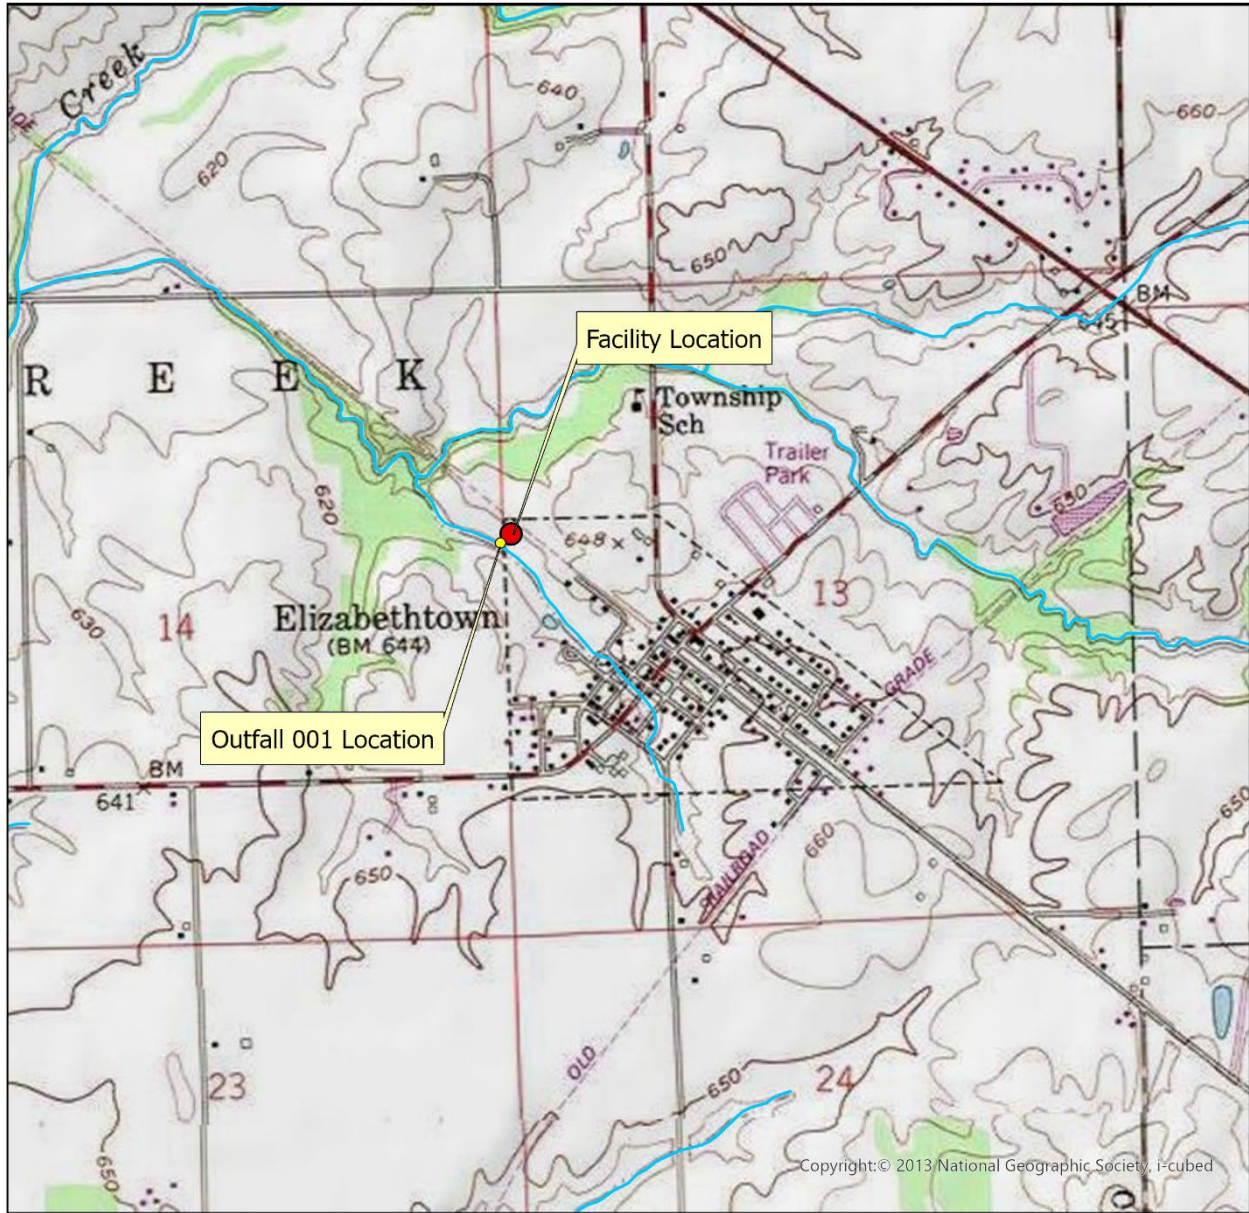 Creek
640
660
620
650
BM
645
Facility Location
R E E K
Township
Sch
Trailer
Park
620
650
648
13
630
14
Elizabethtown
(BM 644)
GRADE
Outfall 001 Location
BM
641
650
660
650
RAILROAD
OLD
23
650
24
650
Copyright:© 2013 National Geographic Society, i-cubed